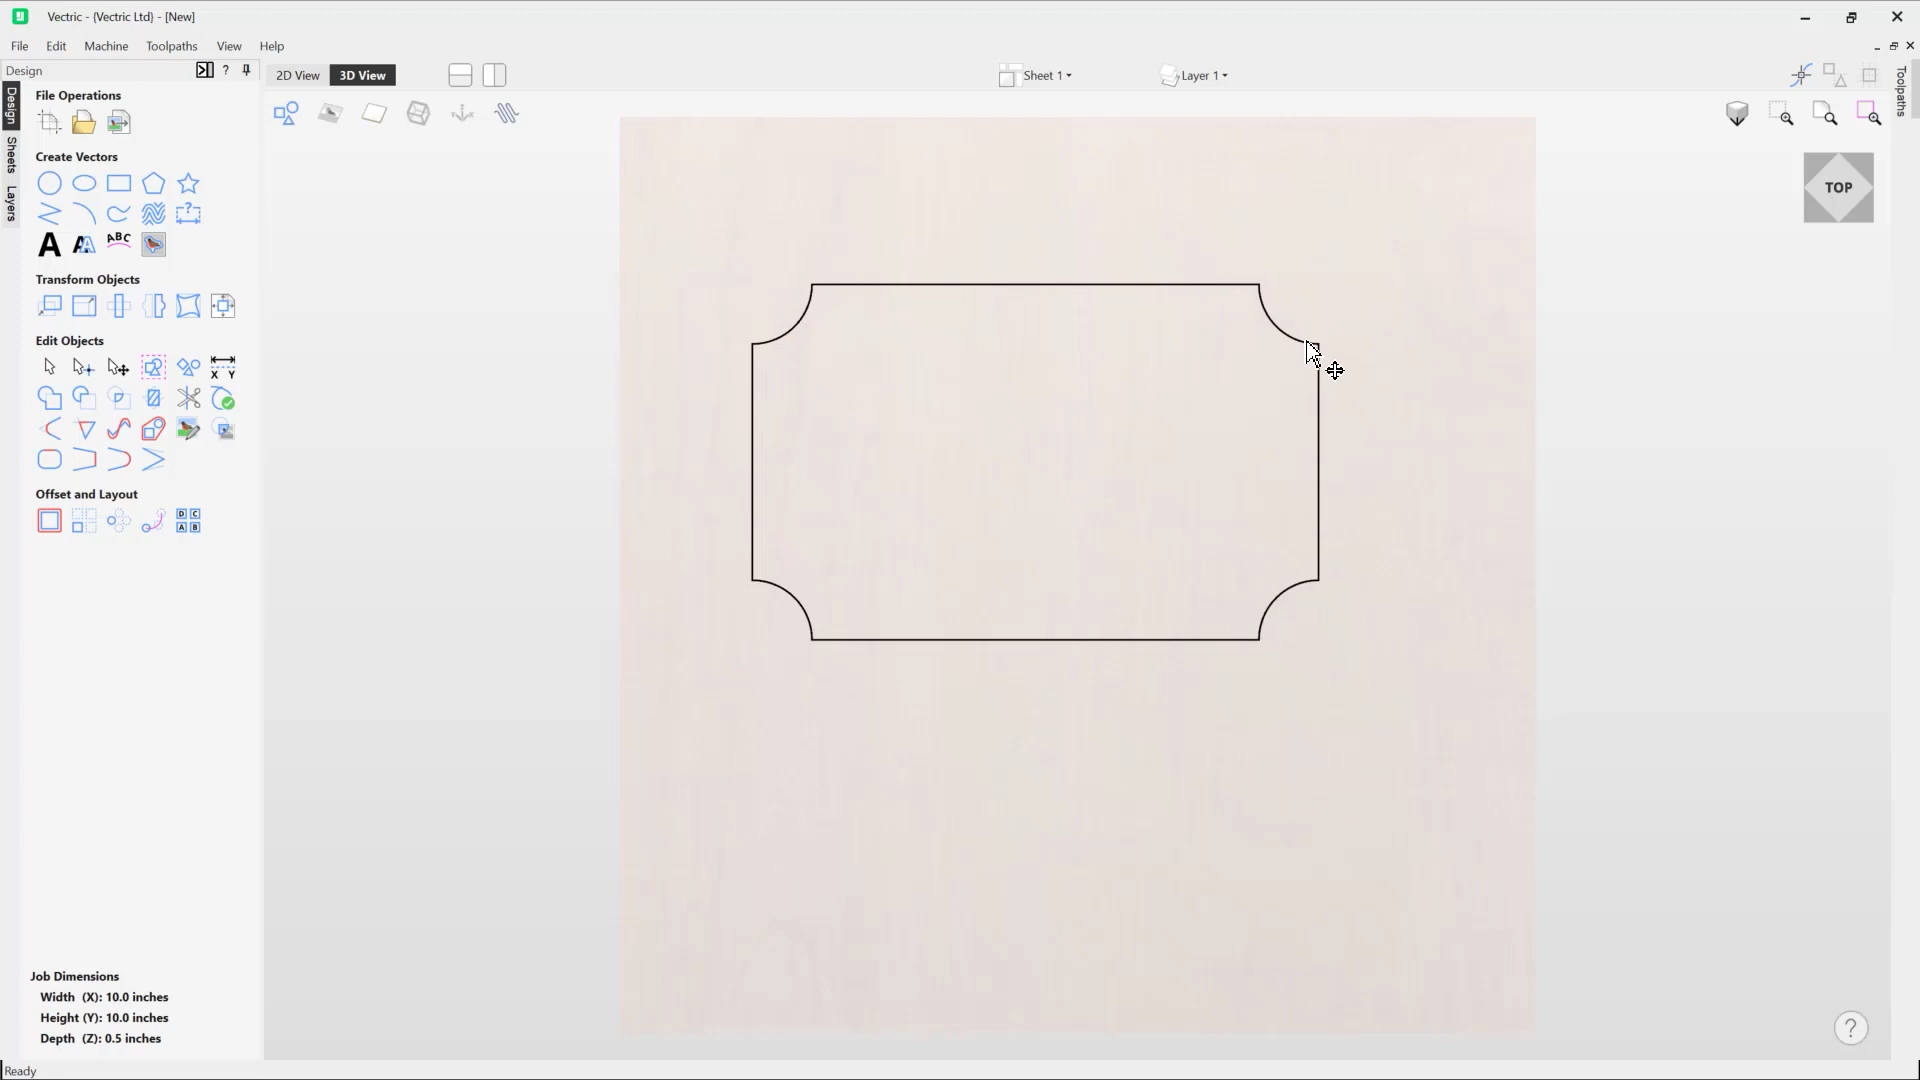 Vectric - {Vectric Ltd} - [New]
File Edit Machine Toolpaths View Help
Design ?
2D View 3D View Sheet 1 Layer 1
Design
Sheets
Layers
File Operations
Create Vectors
?
A A ABC
Transform Objects
Edit Objects
X Y
Offset and Layout
D C
A B
Job Dimensions
Width (X): 10.0 inches
Height (Y): 10.0 inches
Depth (Z): 0.5 inches
Ready
Toolpaths
TOP
?